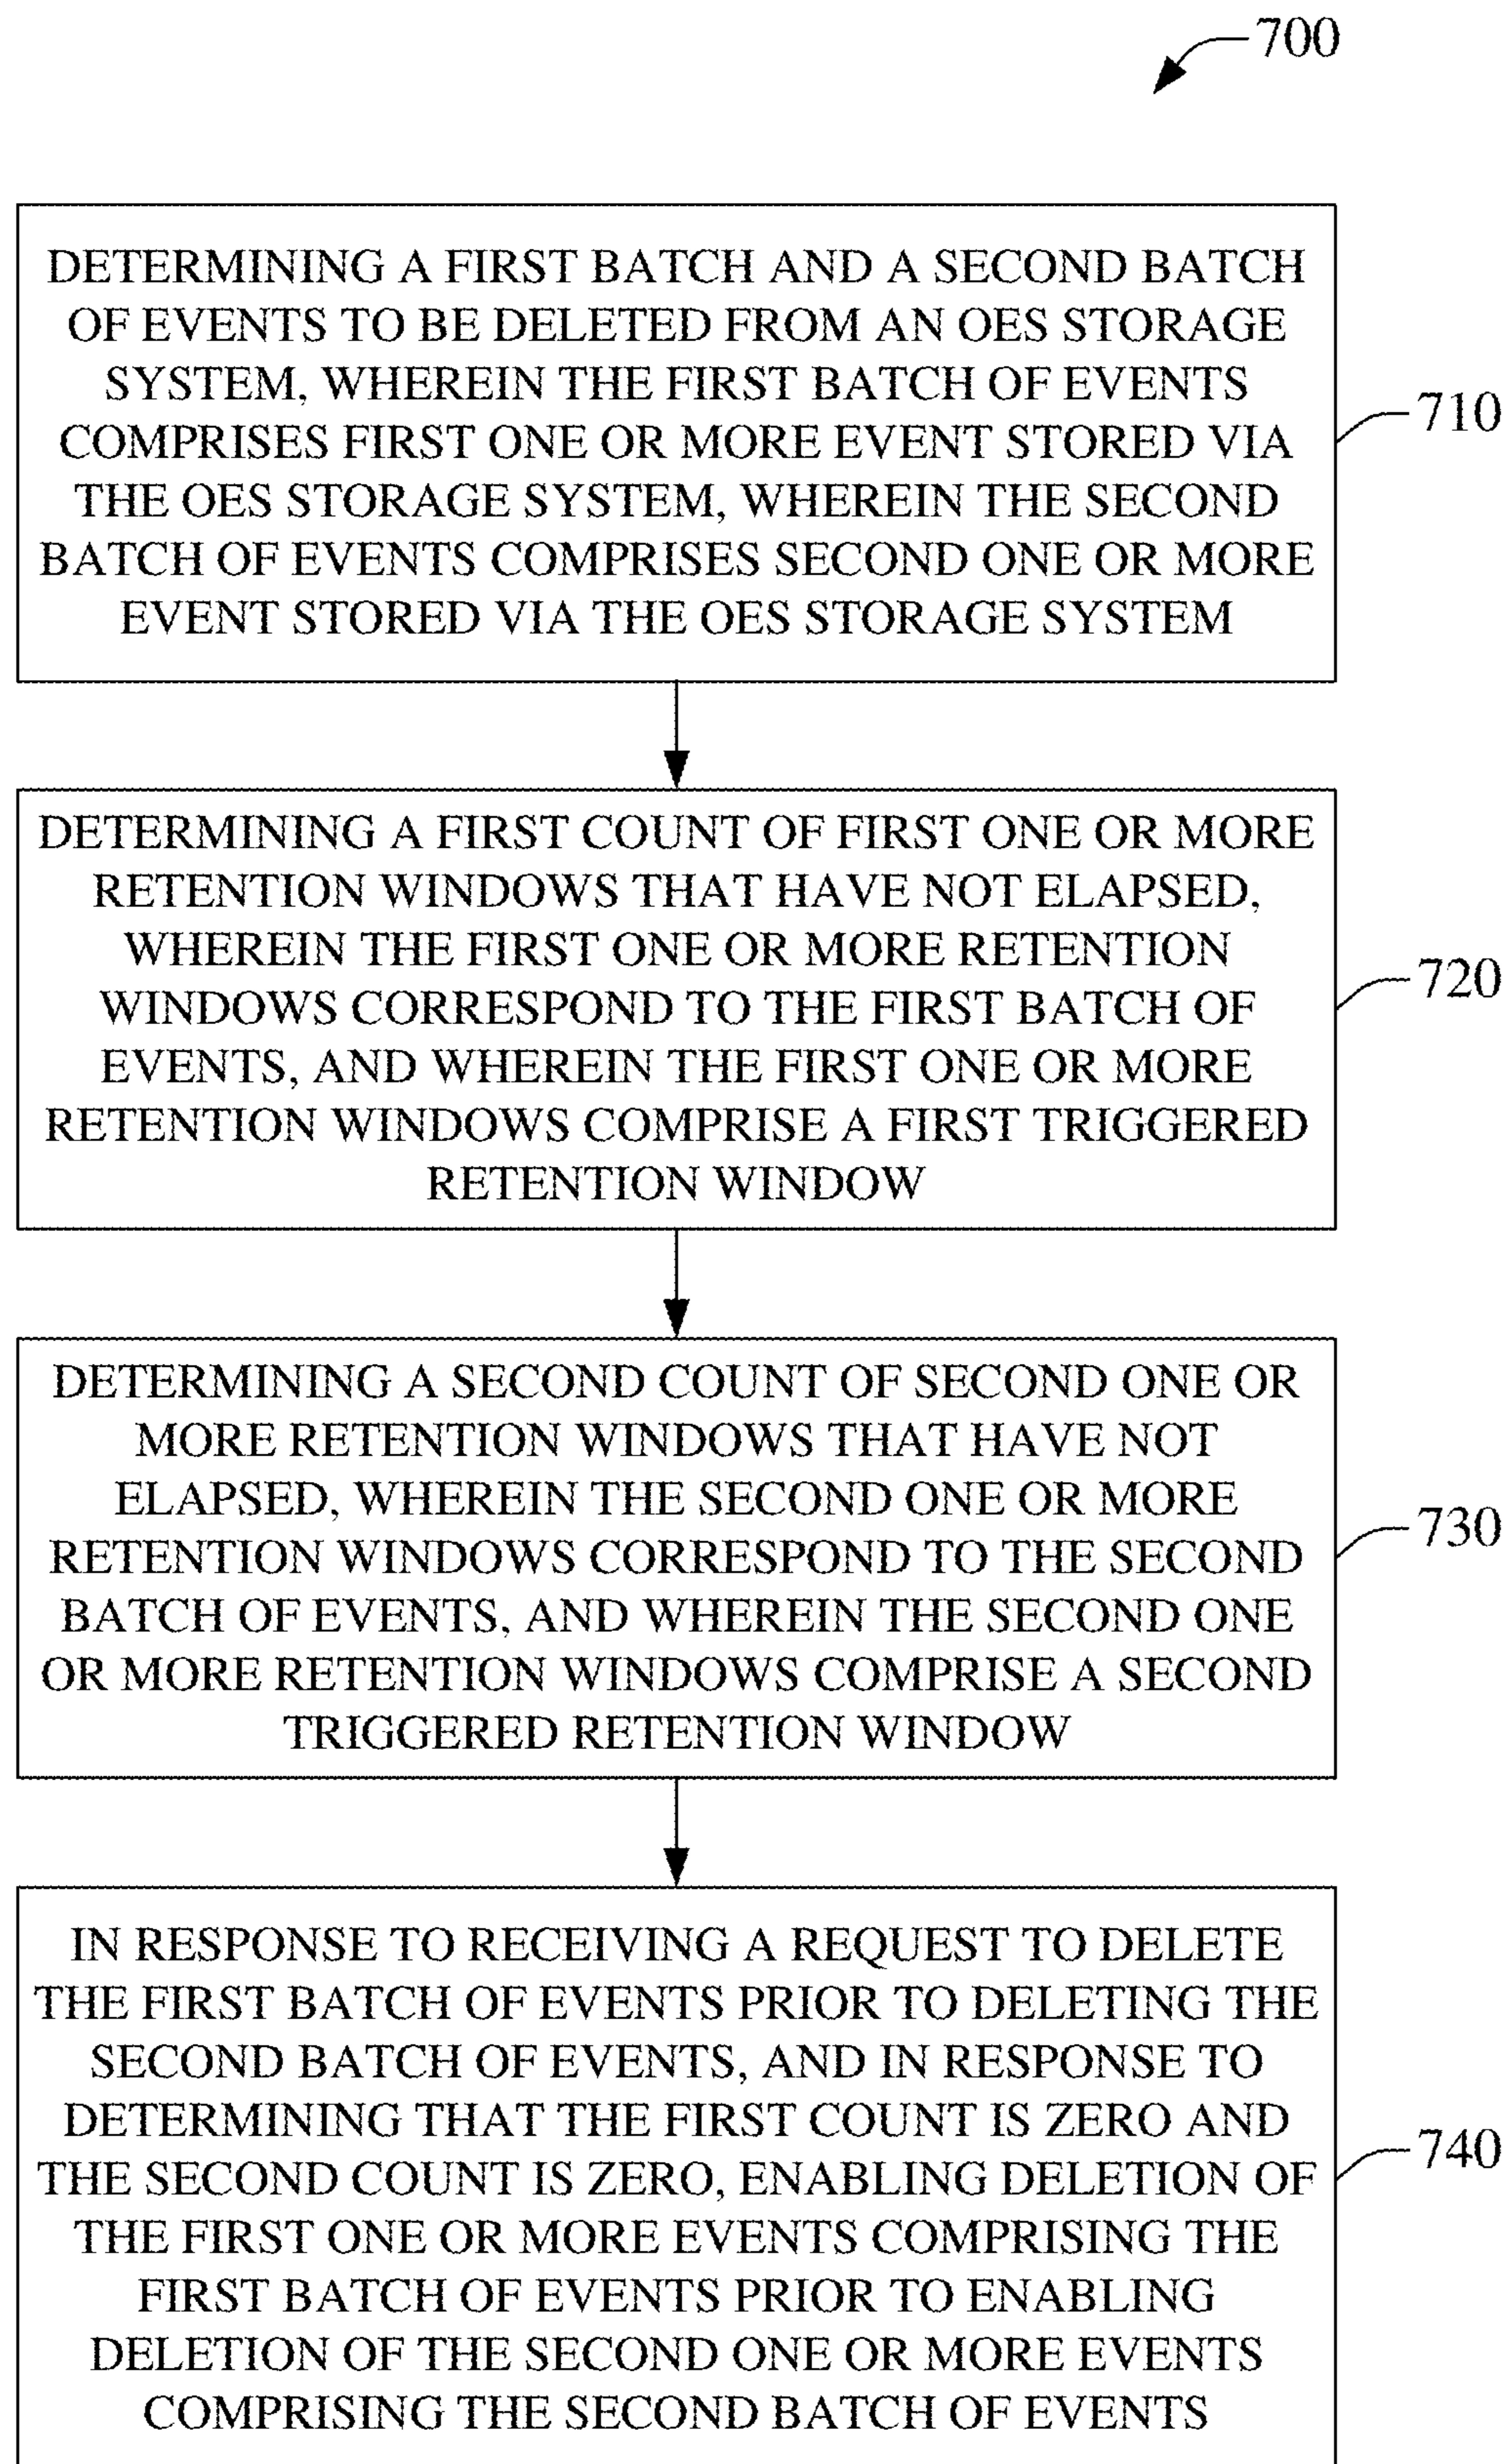 700
DETERMINING A FIRST BATCH AND A SECOND BATCH
OF EVENTS TO BE DELETED FROM AN OES STORAGE
SYSTEM, WHEREIN THE FIRST BATCH OF EVENTS
COMPRISES FIRST ONE OR MORE EVENT STORED VIA
THE OES STORAGE SYSTEM, WHEREIN THE SECOND
BATCH OF EVENTS COMPRISES SECOND ONE OR MORE
EVENT STORED VIA THE OES STORAGE SYSTEM
710
DETERMINING A FIRST COUNT OF FIRST ONE OR MORE
RETENTION WINDOWS THAT HAVE NOT ELAPSED,
WHEREIN THE FIRST ONE OR MORE RETENTION
WINDOWS CORRESPOND TO THE FIRST BATCH OF
EVENTS, AND WHEREIN THE FIRST ONE OR MORE
RETENTION WINDOWS COMPRISE A FIRST TRIGGERED
RETENTION WINDOW
720
DETERMINING A SECOND COUNT OF SECOND ONE OR
MORE RETENTION WINDOWS THAT HAVE NOT
ELAPSED, WHEREIN THE SECOND ONE OR MORE
RETENTION WINDOWS CORRESPOND TO THE SECOND
BATCH OF EVENTS, AND WHEREIN THE SECOND ONE
OR MORE RETENTION WINDOWS COMPRISE A SECOND
TRIGGERED RETENTION WINDOW
730
IN RESPONSE TO RECEIVING A REQUEST TO DELETE
THE FIRST BATCH OF EVENTS PRIOR TO DELETING THE
SECOND BATCH OF EVENTS, AND IN RESPONSE TO
DETERMINING THAT THE FIRST COUNT IS ZERO AND
THE SECOND COUNT IS ZERO, ENABLING DELETION OF
THE FIRST ONE OR MORE EVENTS COMPRISING THE
FIRST BATCH OF EVENTS PRIOR TO ENABLING
DELETION OF THE SECOND ONE OR MORE EVENTS
COMPRISING THE SECOND BATCH OF EVENTS
740